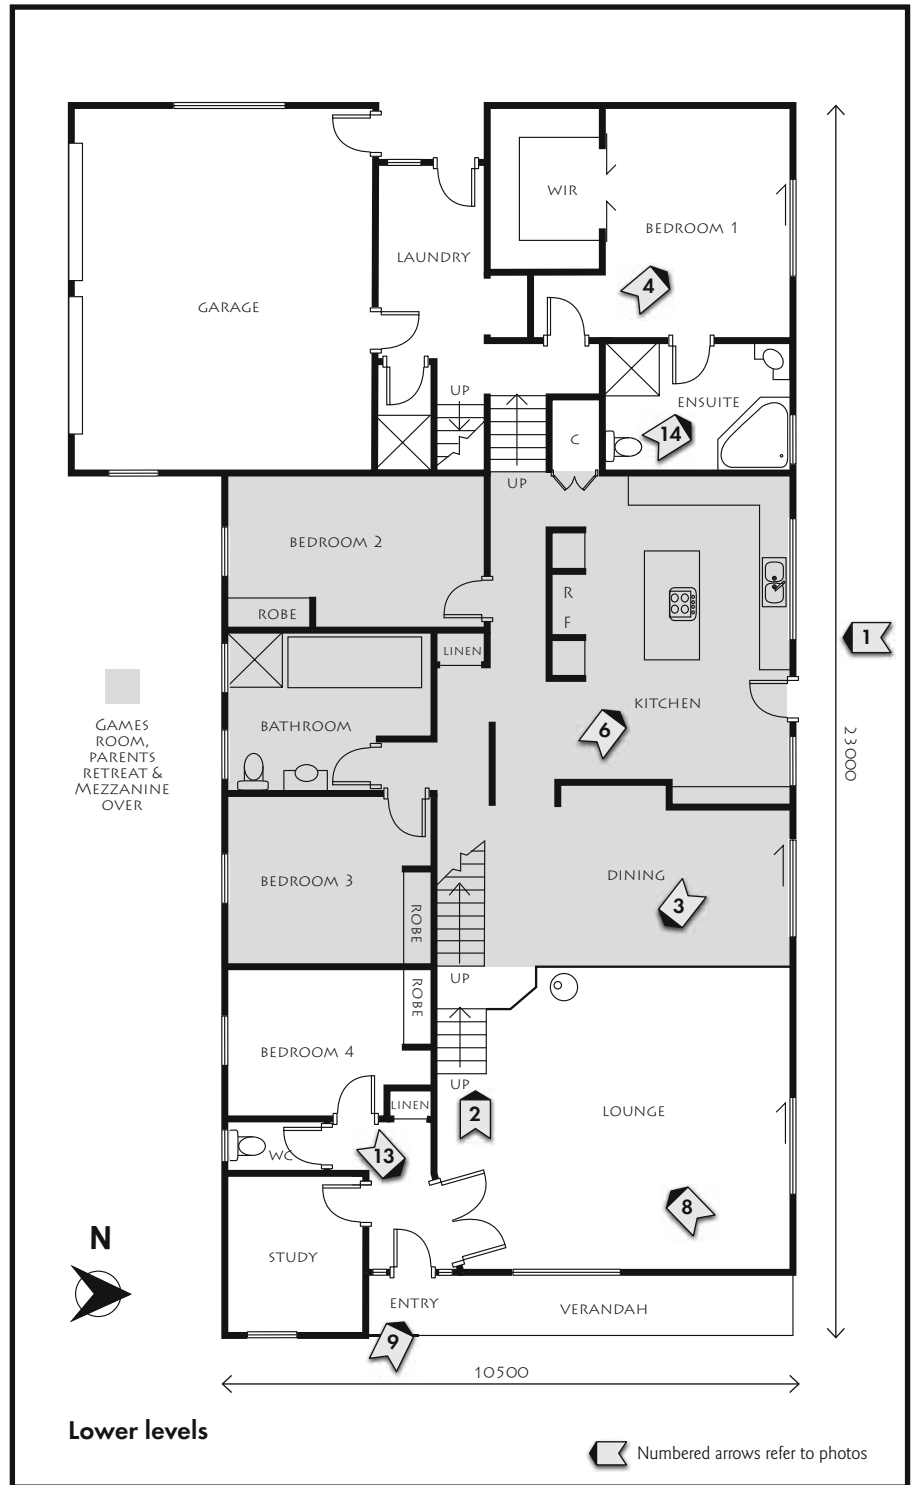 WIR
BEDROOM 1
LAUNDRY
GARAGE
4
UP
ENSUITE
14
C
UP
BEDROOM 2
R
F
ROBE
1
LINEN
KITCHEN
6
BATHROOM
GAMES
ROOM,
PARENTS
RETREAT &
MEZZANINE
OVER
23000
BEDROOM 3
DINING
3
ROBE
UP
ROBE
BEDROOM 4
UP
LINEN
2
LOUNGE
WC
13
8
N
STUDY
ENTRY
VERANDAH
9
10500
Lower levels
Numbered arrows refer to photos